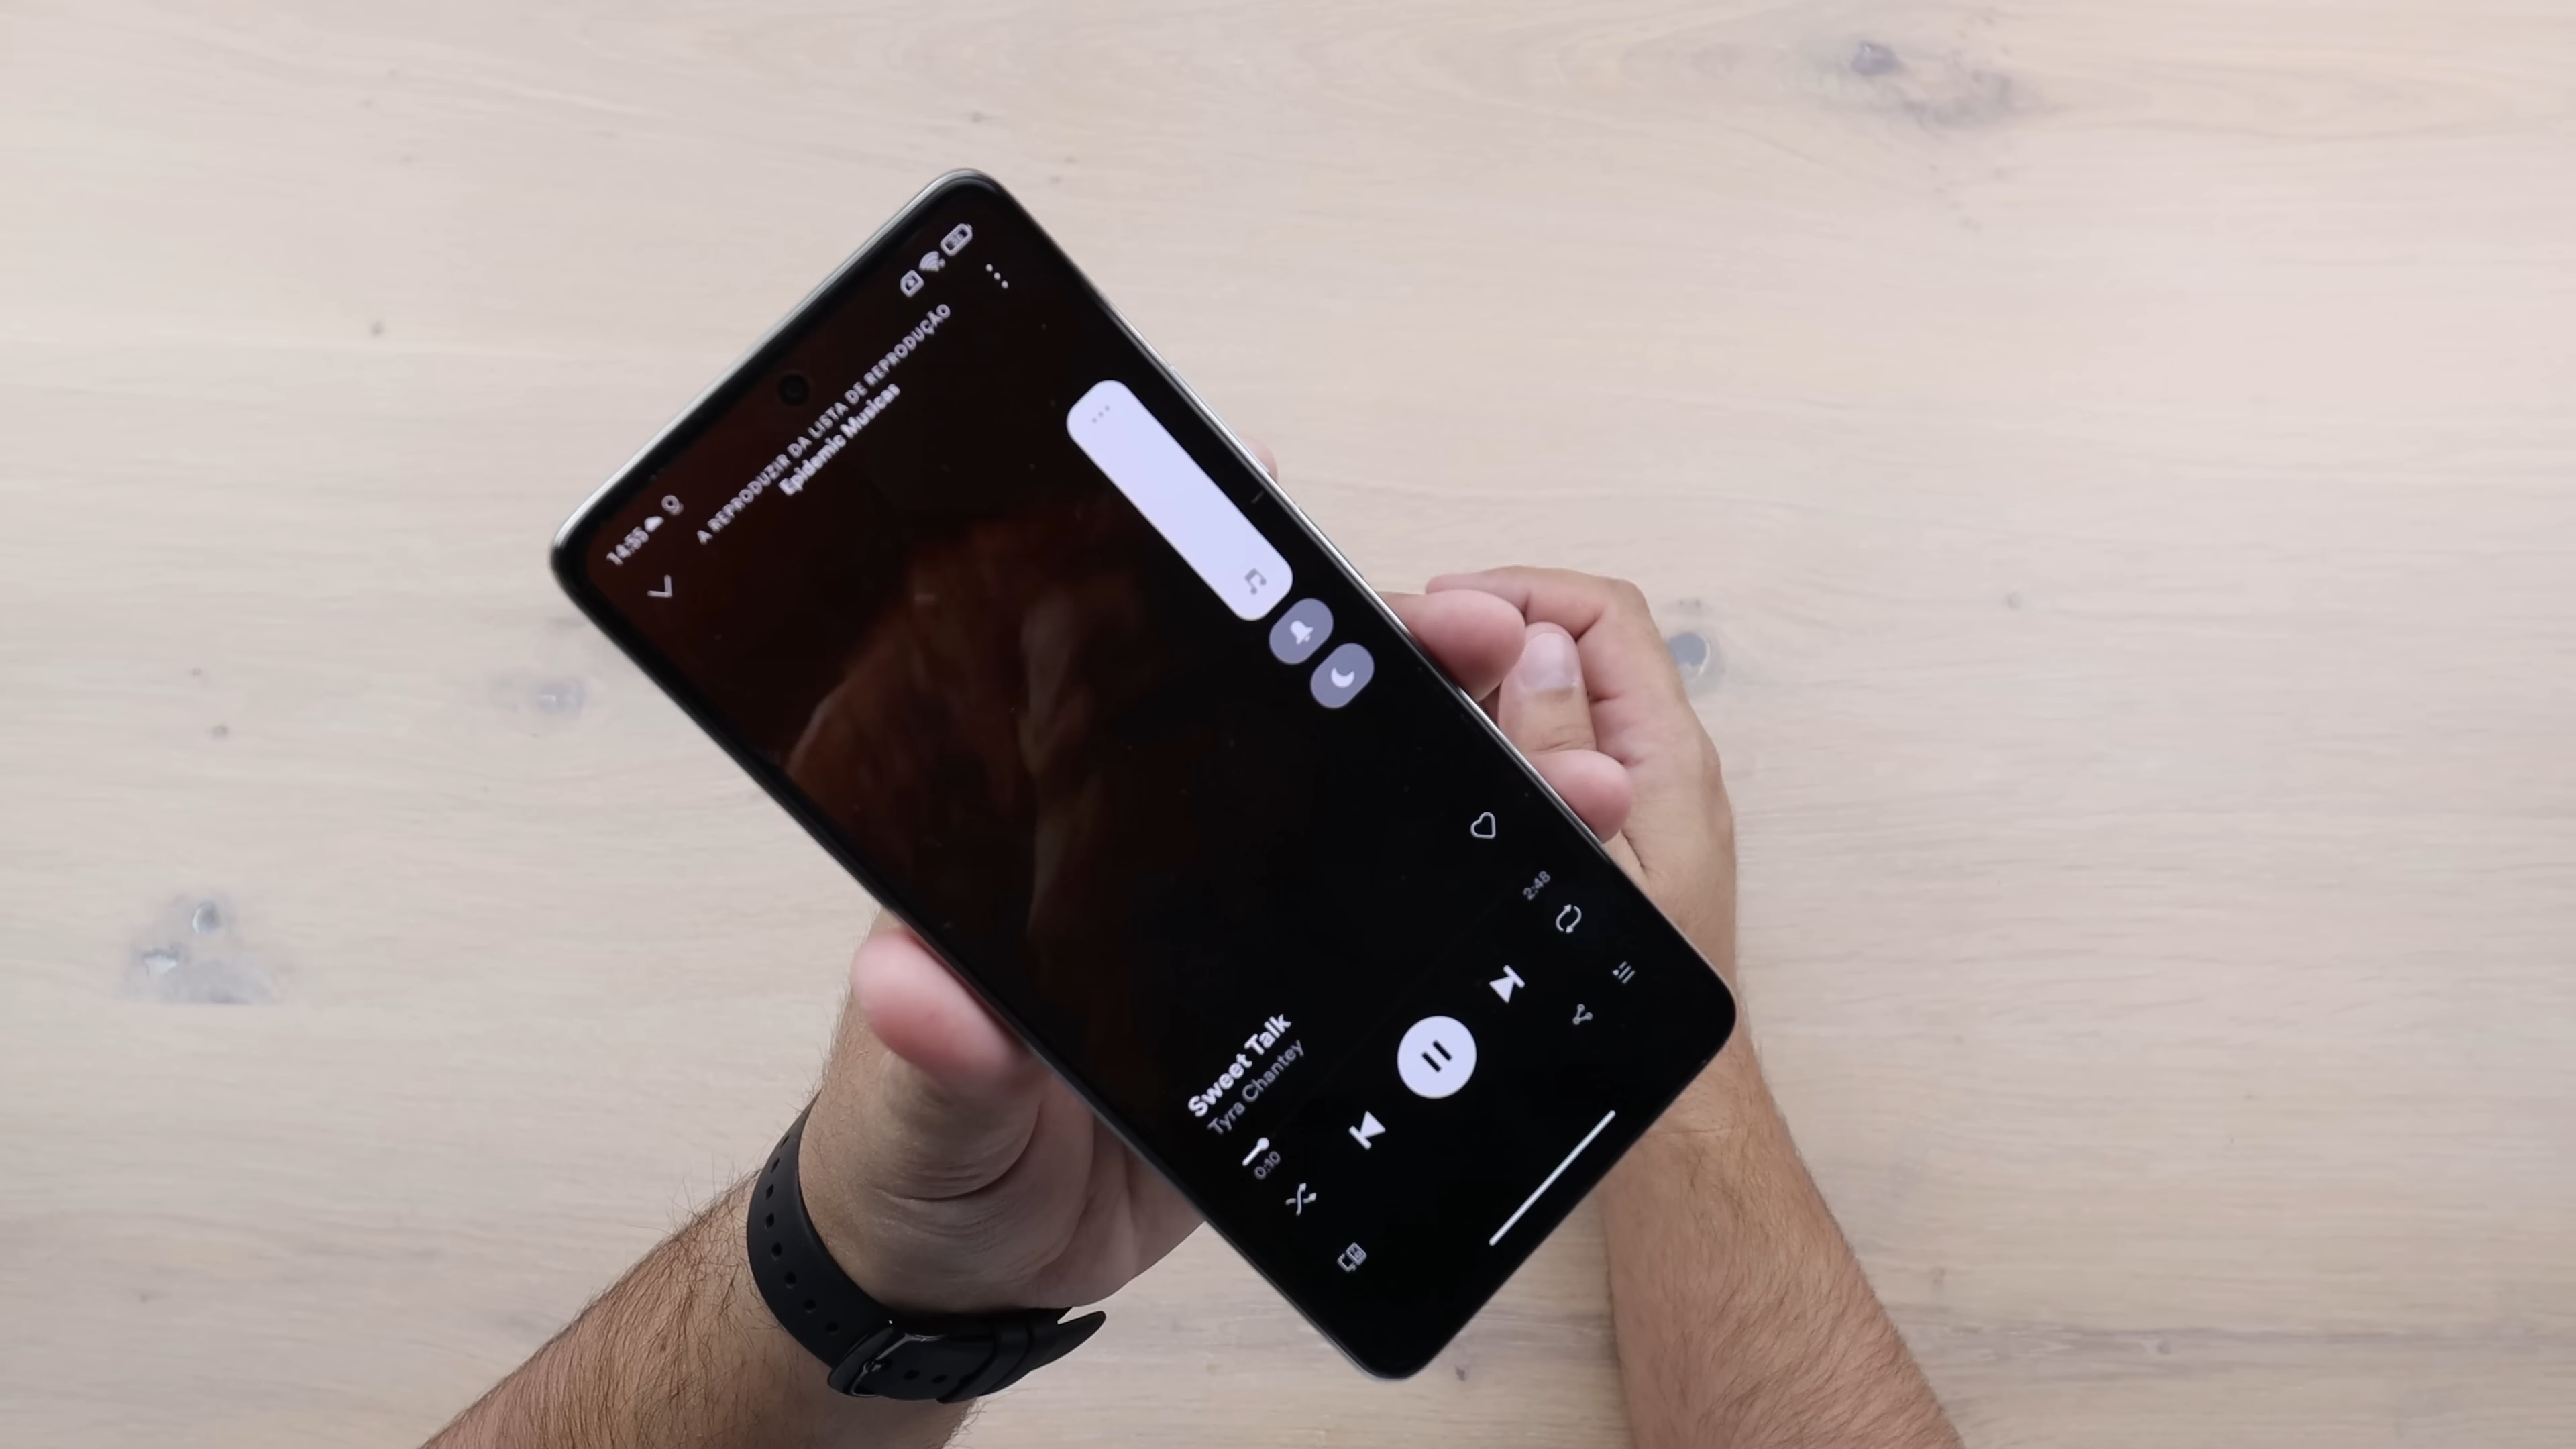 14:55
A REPRODUZIR DA LISTA DE REPRODUÇÃO
Epidemic Musicas
Sweet Talk
Tyra Chantey
0:10
2:48